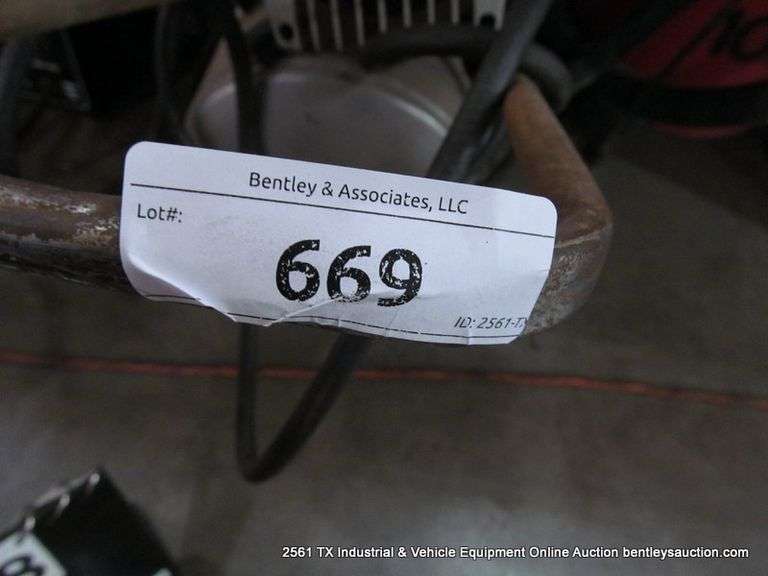 Bentley & Associates, LLC
Lot#:
669
ID: 2561-TX
2561 TX Industrial & Vehicle Equipment Online Auction bentleysauction.com